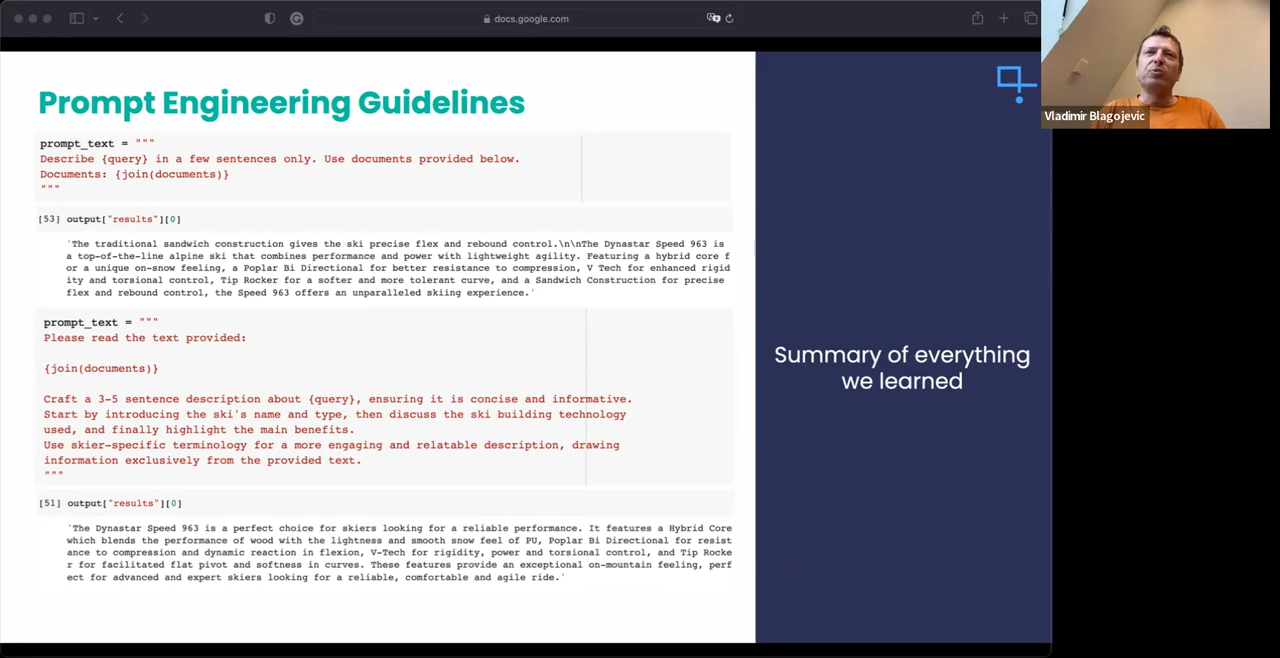 docs.google.com
Vladimir Blagojevic
Prompt Engineering Guidelines
prompt_text = """
Describe {query} in a few sentences only. Use documents provided below.
Documents: {join(documents)}
"""
[53] output["results"][0]
'The traditional sandwich construction gives the ski precise flex and rebound control.\n\nThe Dynastar Speed 963 is
a top-of-the-line alpine ski that combines performance and power with lightweight agility. Featuring a hybrid core f
or a unique on-snow feeling, a Poplar Bi Directional for better resistance to compression, V Tech for enhanced rigid
ity and torsional control, Tip Rocker for a softer and more tolerant curve, and a Sandwich Construction for precise
flex and rebound control, the Speed 963 offers an unparalleled skiing experience.'
prompt_text = """
Please read the text provided:
{join(documents)}
Craft a 3-5 sentence description about {query}, ensuring it is concise and informative.
Start by introducing the ski's name and type, then discuss the ski building technology
used, and finally highlight the main benefits.
Use skier-specific terminology for a more engaging and relatable description, drawing
information exclusively from the provided text.
"""
[51] output["results"][0]
'The Dynastar Speed 963 is a perfect choice for skiers looking for a reliable performance. It features a Hybrid Core
which blends the performance of wood with the lightness and smooth snow feel of PU, Poplar Bi Directional for resist
ance to compression and dynamic reaction in flexion, V-Tech for rigidity, power and torsional control, and Tip Rocke
r for facilitated flat pivot and softness in curves. These features provide an exceptional on-mountain feeling, perf
ect for advanced and expert skiers looking for a reliable, comfortable and agile ride.'
Summary of everything
we learned